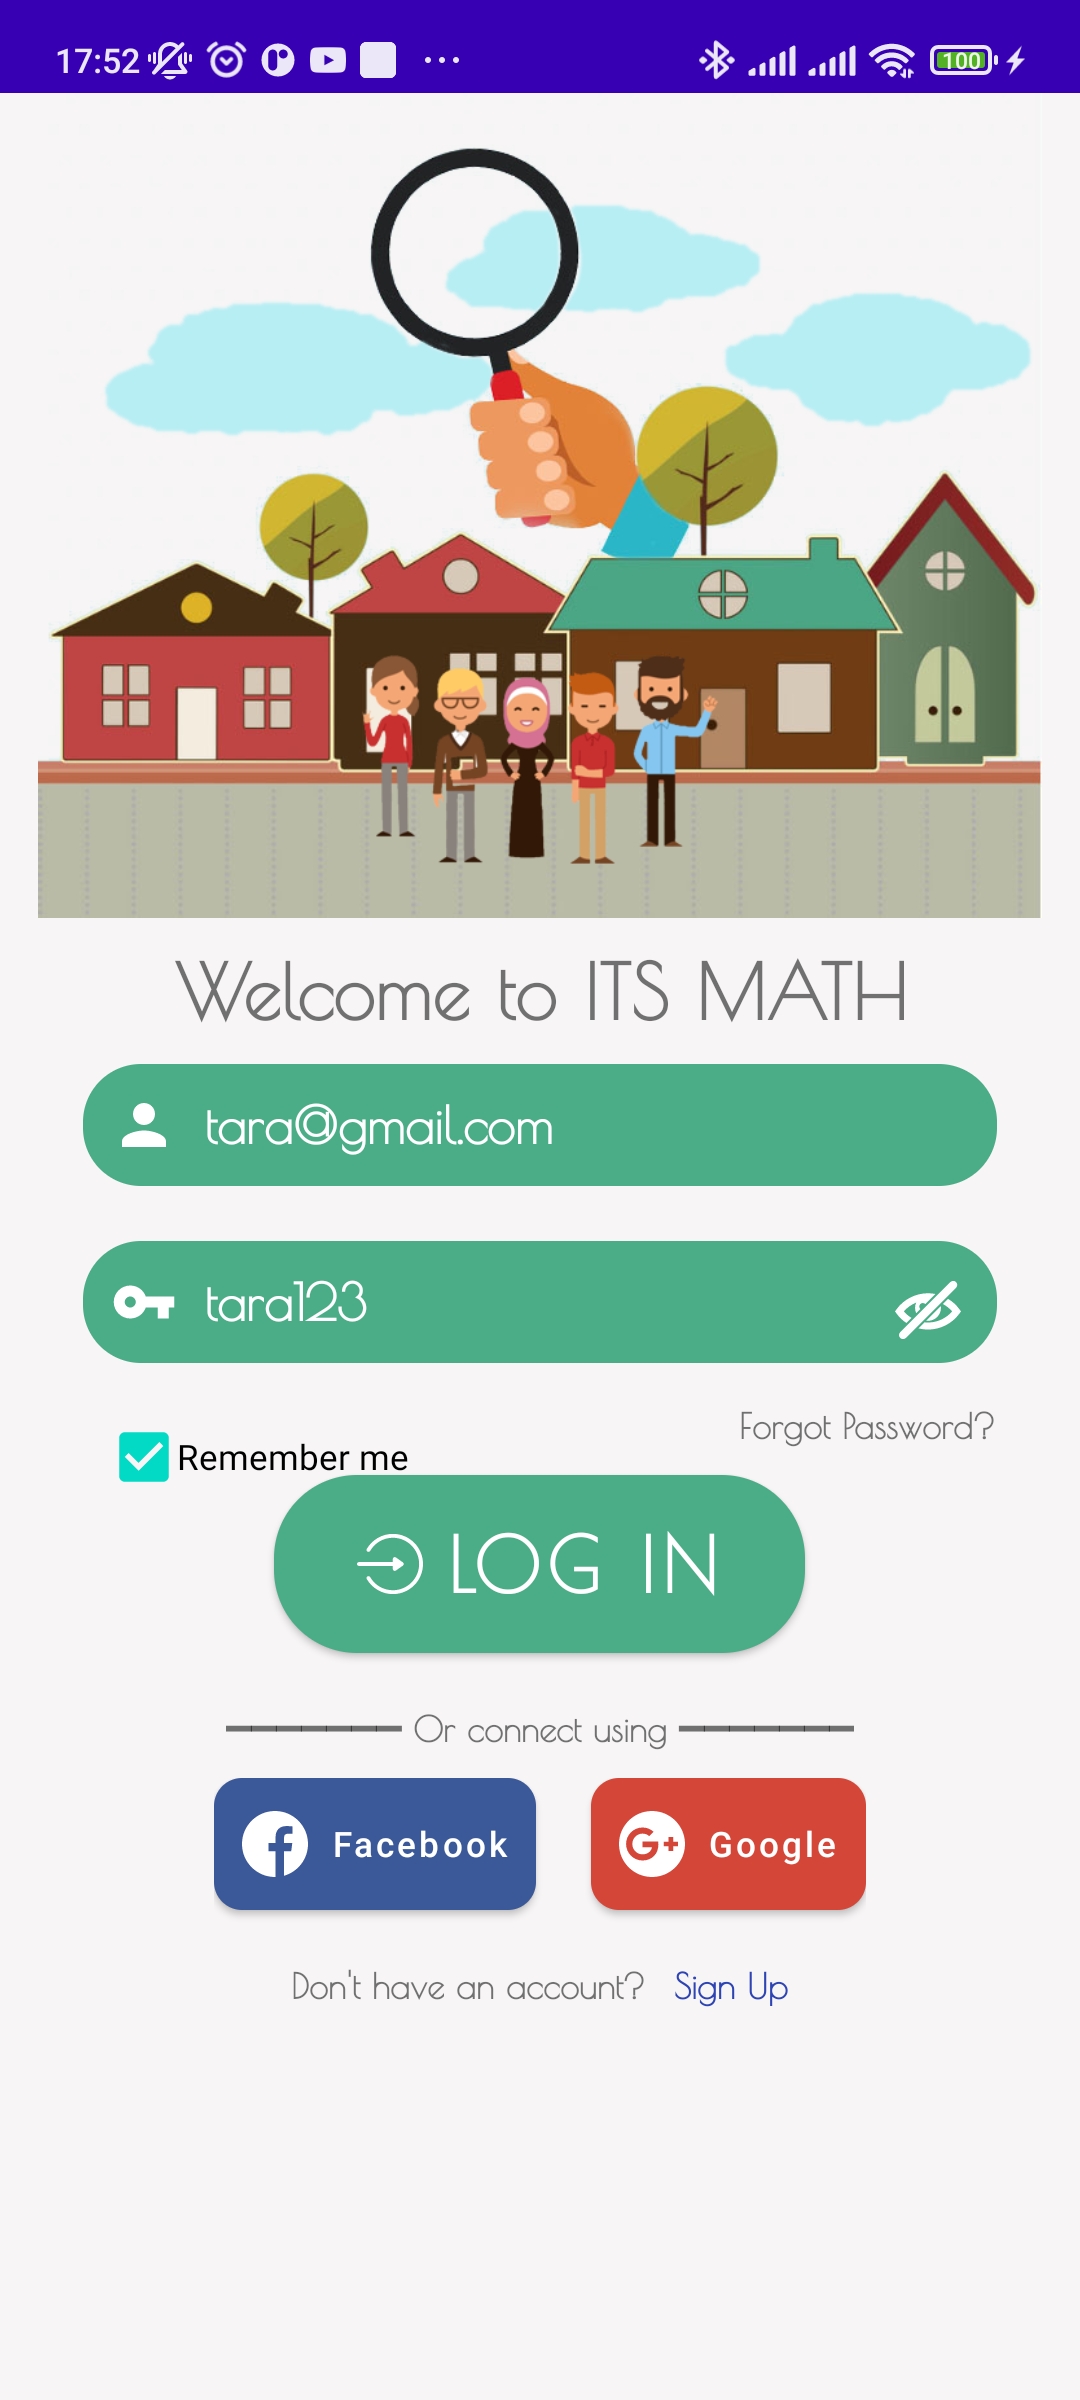 17:52
100
Welcome to ITS MATH
tara@gmail.com
tara123
Forgot Password?
Remember me
LOG IN
Or connect using
Facebook
G+ Google
Don't have an account? Sign Up